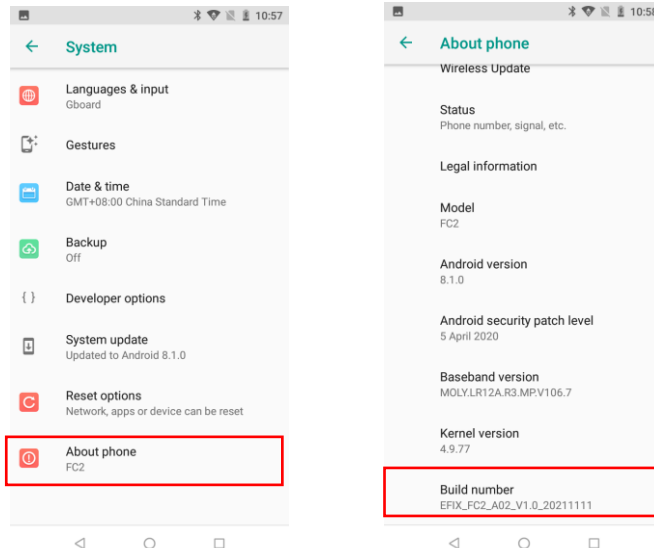 10:57
System
Languages & input
Gboard
Gestures
Date & time
GMT+08:00 China Standard Time
Backup
Off
{ }
Developer options
System update
Updated to Android 8.1.0
Reset options
Network, apps or device can be reset
About phone
FC2
10:58
About phone
Wireless Update
Status
Phone number, signal, etc.
Legal information
Model
FC2
Android version
8.1.0
Android security patch level
5 April 2020
Baseband version
MOLY.LR12A.R3.MP.V106.7
Kernel version
4.9.77
Build number
EFIX_FC2_A02_V1.0_20211111